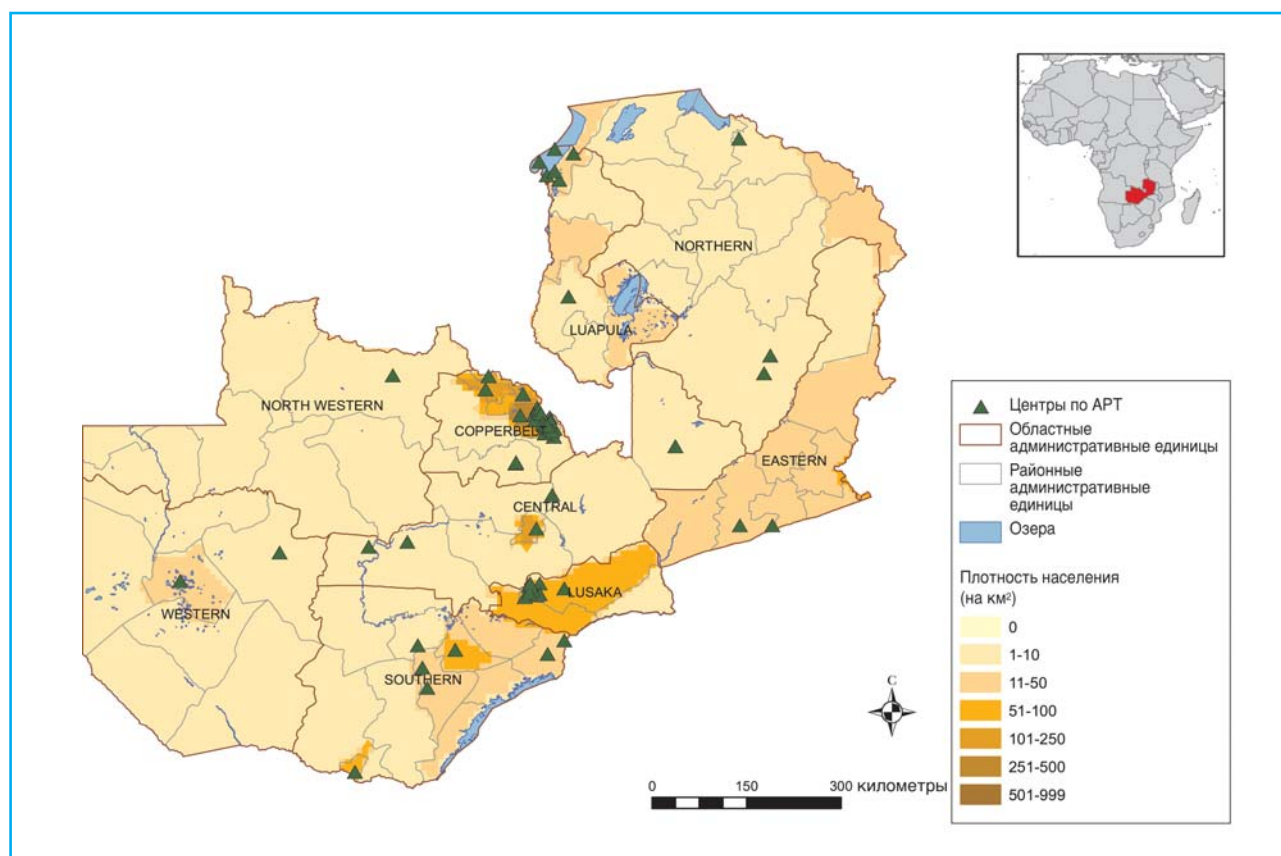 NORTHERN
LUAPULA
NORTH WESTERN
COPPERBELT
EASTERN
CENTRAL
LUSAKA
WESTERN
SOUTHERN
С
0 150 300 километры
Центры по АРТ
Областные
административные единицы
Районные
административные
единицы
Озера
Плотность населения
(на км²)
0
1-10
11-50
51-100
101-250
251-500
501-999